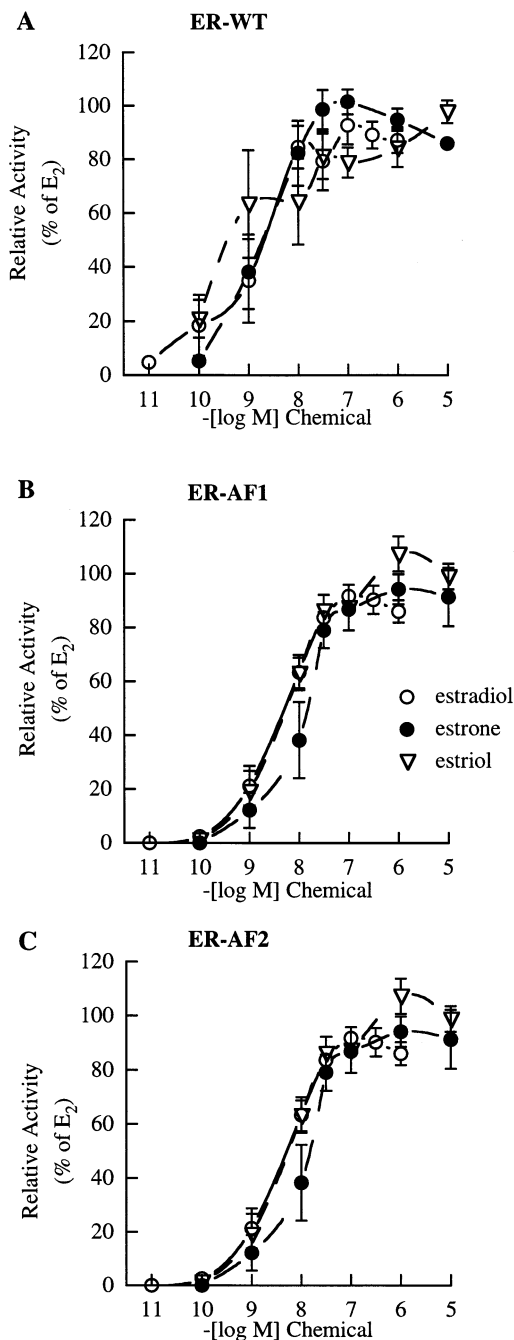 A
ER-WT
120
100
80
60
40
20
0
Relative Activity
(% of E2)
11 10 9 8 7 6 5
-[log M] Chemical
B
ER-AF1
120
100
80
60
40
20
0
Relative Activity
(% of E2)
estradiol
estrone
estriol
11 10 9 8 7 6 5
-[log M] Chemical
C
ER-AF2
120
100
80
60
40
20
0
Relative Activity
(% of E2)
11 10 9 8 7 6 5
-[log M] Chemical